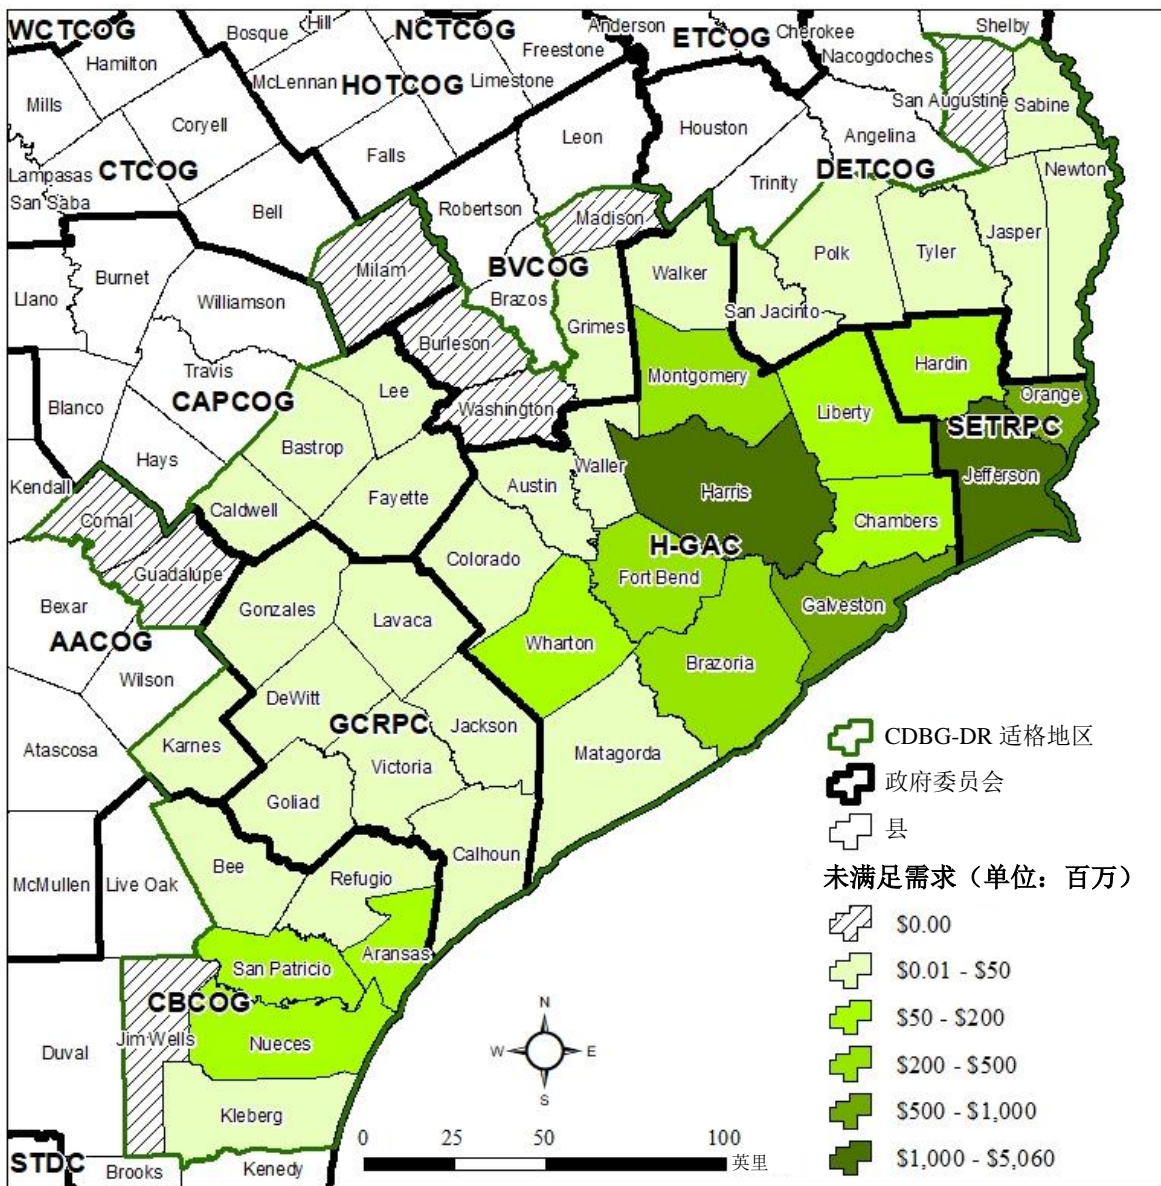 WCTCOG
Bosque
Hill
NCTCOG
Anderson
ETCOG
Cherokee
Shelby
Hamilton
McLennan
HOTCOG
Limestone
Freestone
Nacogdoches
Mills
Coryell
Leon
Houston
Angelina
San Augustine
Sabine
Lampasas
CTCOG
Falls
Trinity
DETCOG
Newton
San Saba
Bell
Robertson
Madison
Jasper
Burnet
Milam
BVCOG
Walker
Polk
Tyler
Llano
Williamson
Brazos
San Jacinto
Grimes
Burleson
Hardin
Travis
Lee
Montgomery
Blanco
CAPCOG
Washington
Liberty
Orange
SETRPC
Hays
Bastrop
Waller
Jefferson
Kendall
Caldwell
Fayette
Austin
Harris
Comal
Chambers
H-GAC
Colorado
Guadalupe
Fort Bend
Bexar
Gonzales
Lavaca
Galveston
AACOG
Wharton
Brazoria
Wilson
DeWitt
GCRPC
Jackson
Atascosa
Karnes
Victoria
Matagorda
Goliad
McMullen
Live Oak
Bee
Calhoun
Refugio
Aransas
San Patricio
CBCOG
Jim Wells
Nueces
Duval
Kleberg
STDC
Brooks
Kenedy
CDBG-DR 适格地区
政府委员会
县
未满足需求（单位：百万）
$0.00
$0.01 - $50
$50 - $200
$200 - $500
$500 - $1,000
$1,000 - $5,060
N
W
E
S
0 25 50 100
英里